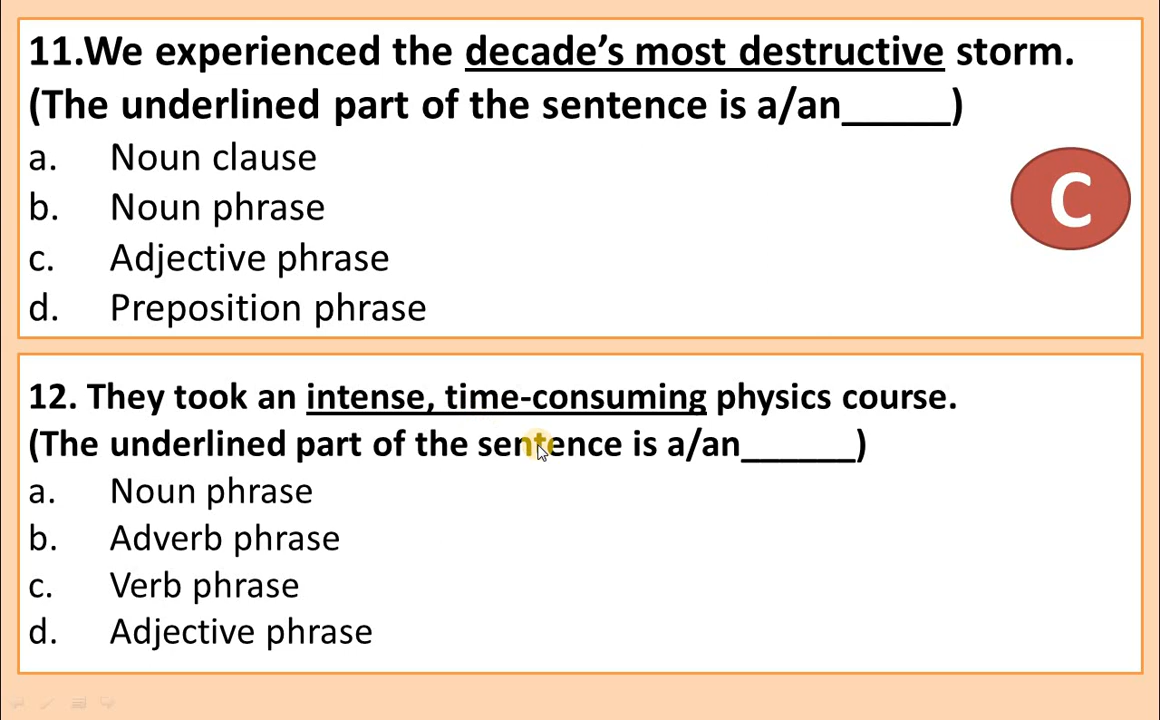 11.We experienced the decade’s most destructive storm.
(The underlined part of the sentence is a/an_____)
a. Noun clause
b. Noun phrase
c. Adjective phrase
d. Preposition phrase
C
12. They took an intense, time-consuming physics course.
(The underlined part of the sentence is a/an______)
a. Noun phrase
b. Adverb phrase
c. Verb phrase
d. Adjective phrase